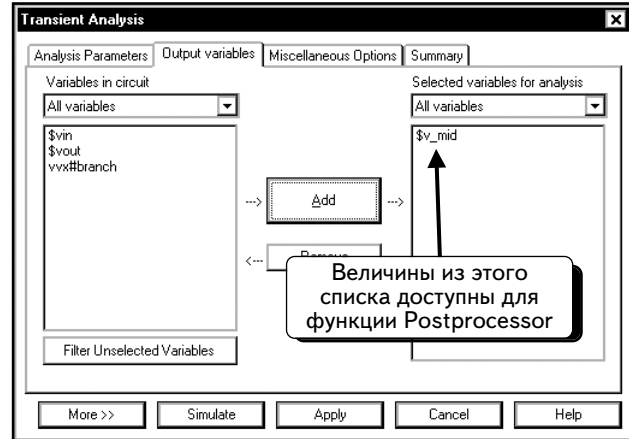 Transient Analysis
Analysis Parameters Output variables Miscellaneous Options Summary
Variables in circuit
All variables
$vin
$vout
vvx#branch
Selected variables for analysis
All variables
$v_mid
---> Add --->
<---
Величины из этого
списка доступны для
функции Postprocessor
Filter Unselected Variables
More >> Simulate Apply Cancel Help